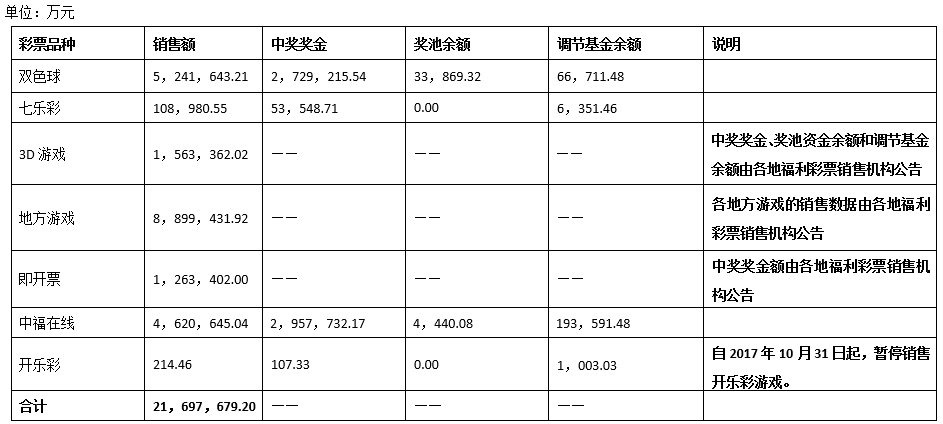 单位：万元
彩票品种 销售额 中奖奖金 奖池余额 调节基金余额 说明
双色球 5，241，643.21 2，729，215.54 33，869.32 66，711.48
七乐彩 108，980.55 53，548.71 0.00 6，351.46
3D 游戏 1，563，362.02 —— —— —— 中奖奖金、奖池资金余额和调节基金
余额由各地福利彩票销售机构公告
地方游戏 8，899，431.92 —— —— —— 各地方游戏的销售数据由各地福利
彩票销售机构公告
即开票 1，263，402.00 —— —— —— 中奖奖金额由各地福利彩票销售机
构公告
中福在线 4，620，645.04 2，957，732.17 4，440.08 193，591.48
开乐彩 214.46 107.33 0.00 1，003.03 自 2017 年 10 月 31 日起，暂停销售
开乐彩游戏。
合计 21，697，679.20 —— —— ——